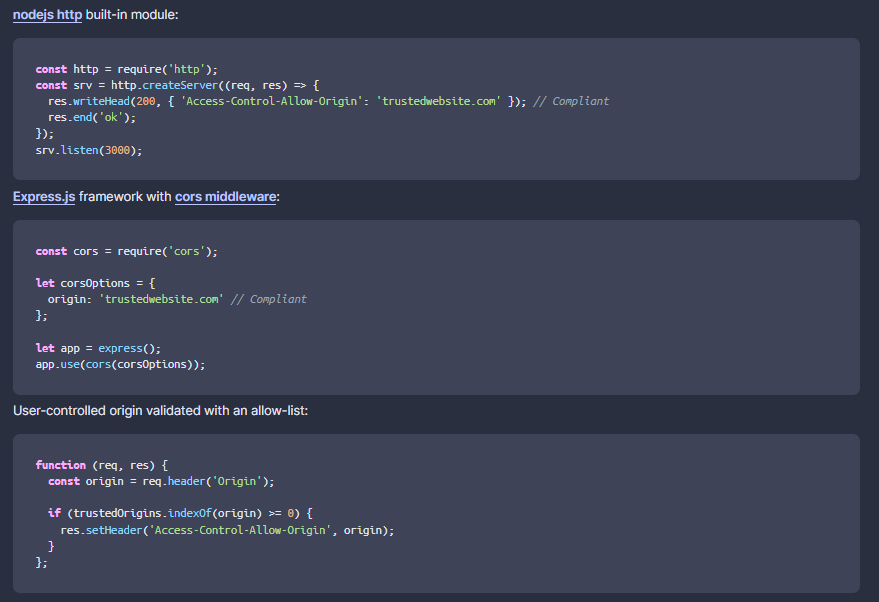 nodejs http built-in module:
const http = require('http');
const srv = http.createServer((req, res) => {
  res.writeHead(200, { 'Access-Control-Allow-Origin': 'trustedwebsite.com' }); // Compliant
  res.end('ok');
});
srv.listen(3000);
Express.js framework with cors middleware:
const cors = require('cors');
let corsOptions = {
  origin: 'trustedwebsite.com' // Compliant
};
let app = express();
app.use(cors(corsOptions));
User-controlled origin validated with an allow-list:
function (req, res) {
  const origin = req.header('Origin');
  if (trustedOrigins.indexOf(origin) >= 0) {
    res.setHeader('Access-Control-Allow-Origin', origin);
  }
};